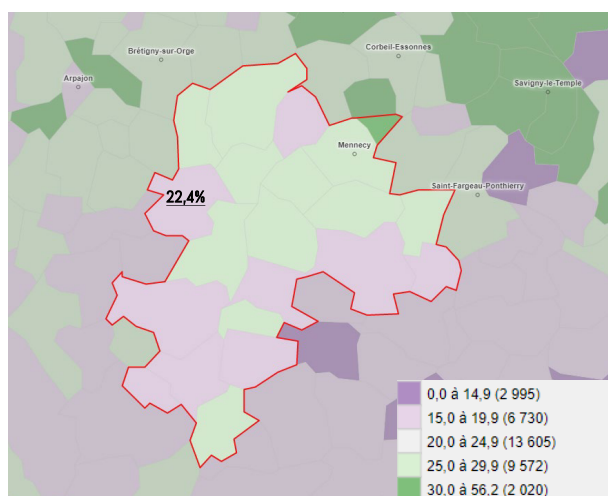 Brétigny-sur-Orge
Corbeil-Essonnes
Arpajon
Savigny-le-Temple
Mennecy
Saint-Fargeau-Ponthierry
22,4%
0,0 à 14,9 (2 995)
15,0 à 19,9 (6 730)
20,0 à 24,9 (13 605)
25,0 à 29,9 (9 572)
30,0 à 56,2 (2 020)